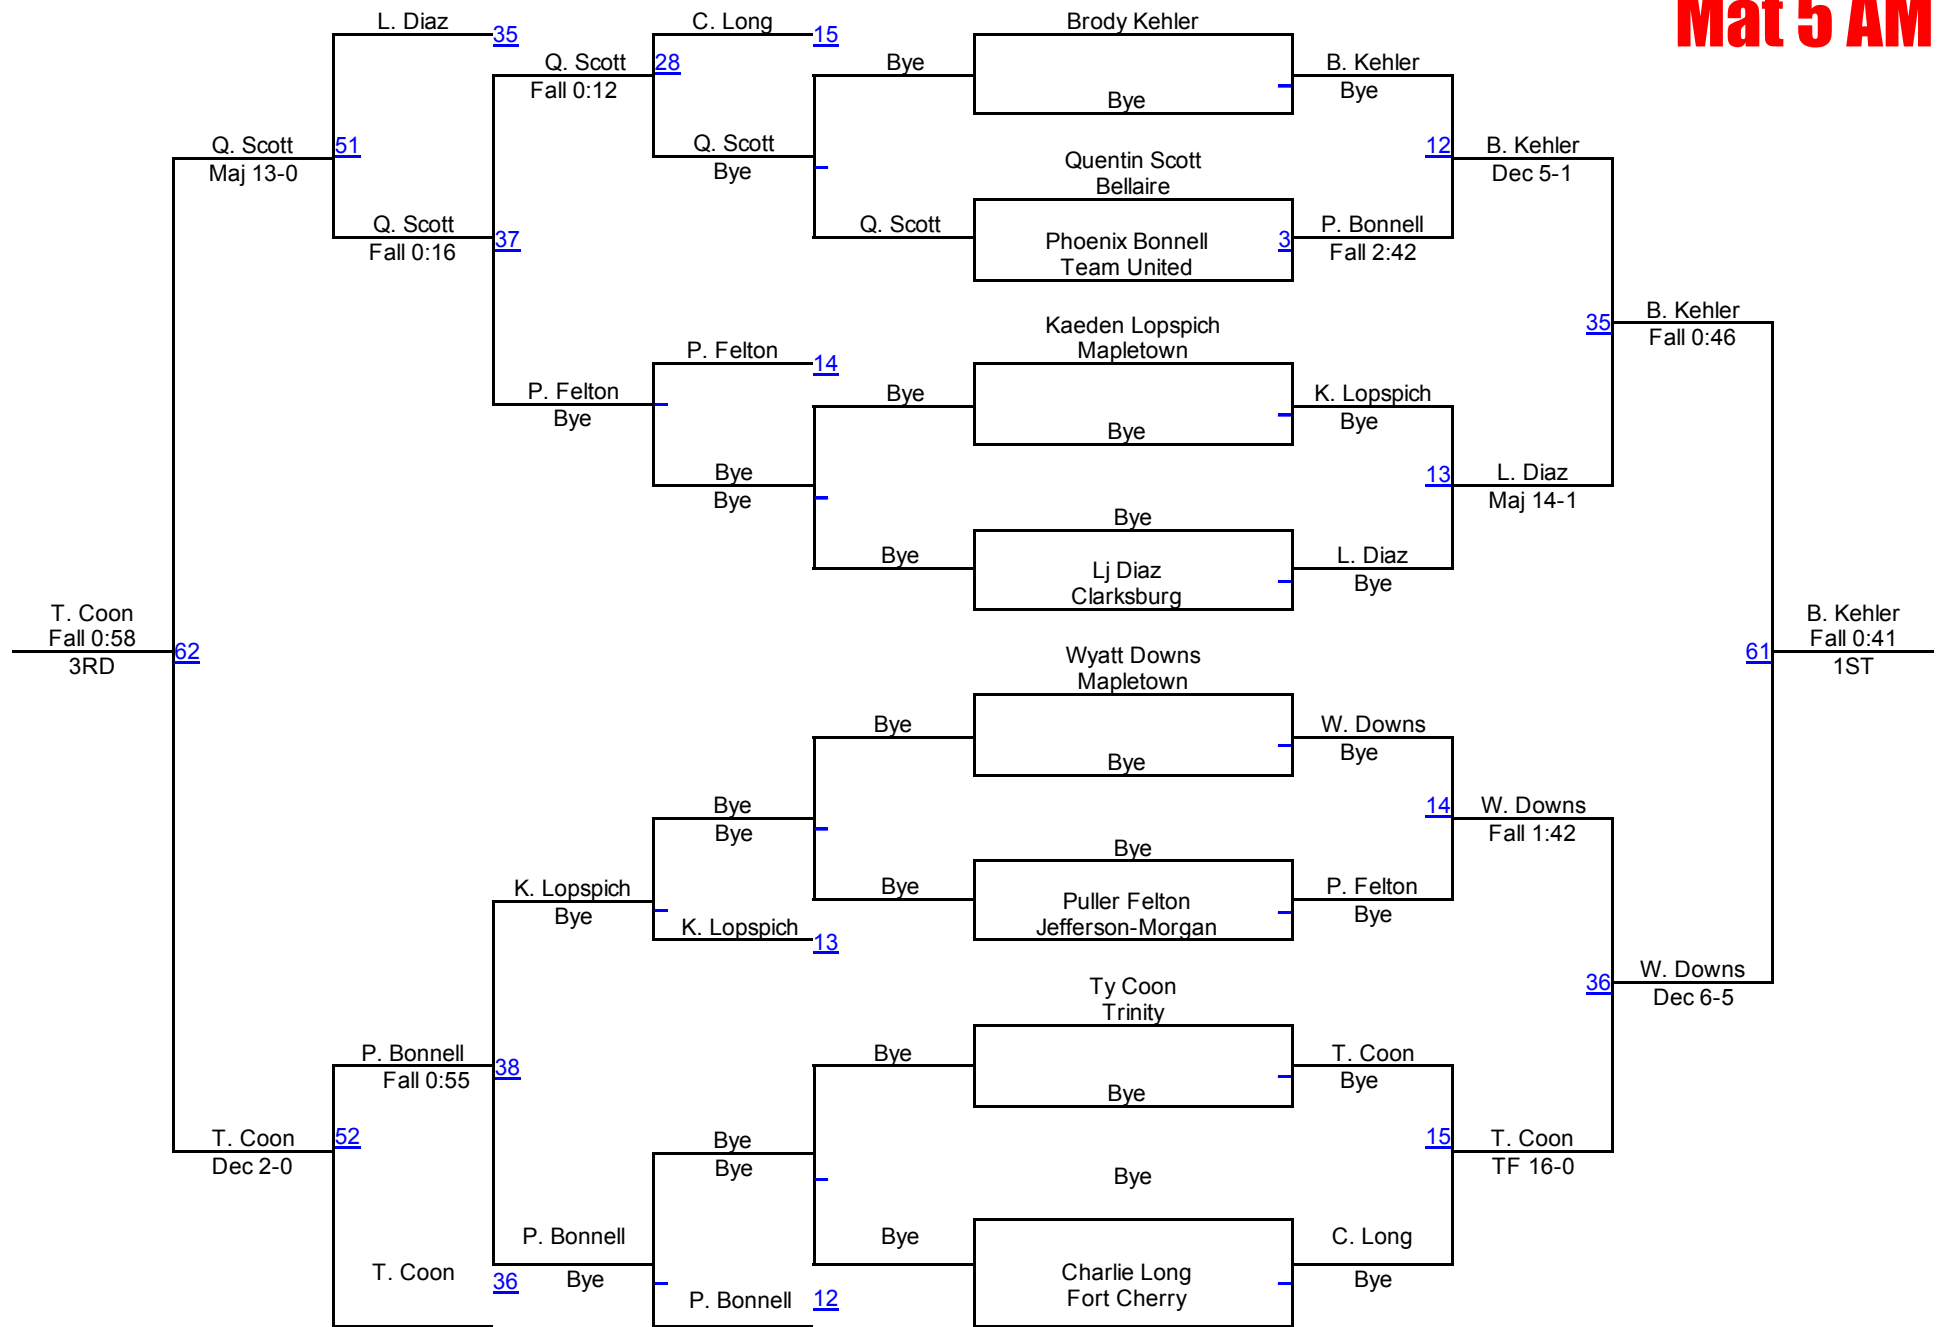 Mat 5 AM
L. Diaz
35
C. Long
15
Brody Kehler
Q. Scott
28
Fall 0:12
Bye
B. Kehler
Bye
Bye
Q. Scott
51
Maj 13-0
Q. Scott
Bye
12
B. Kehler
Dec 5-1
Quentin Scott
Bellaire
Q. Scott
37
Fall 0:16
Q. Scott
Phoenix Bonnell
Team United
3
P. Bonnell
Fall 2:42
B. Kehler
35
Fall 0:46
Kaeden Lopspich
Mapletown
P. Felton
14
P. Felton
Bye
Bye
K. Lopspich
Bye
Bye
Bye
Bye
13
L. Diaz
Maj 14-1
Bye
Bye
Lj Diaz
Clarksburg
L. Diaz
Bye
T. Coon
Fall 0:58
3RD
62
Wyatt Downs
Mapletown
B. Kehler
Fall 0:41
1ST
61
Bye
W. Downs
Bye
Bye
Bye
Bye
14
W. Downs
Fall 1:42
Bye
K. Lopspich
Bye
Bye
Puller Felton
Jefferson-Morgan
P. Felton
Bye
K. Lopspich
13
36
W. Downs
Dec 6-5
Ty Coon
Trinity
P. Bonnell
38
Fall 0:55
Bye
T. Coon
Bye
Bye
T. Coon
52
Dec 2-0
Bye
Bye
15
T. Coon
TF 16-0
Bye
P. Bonnell
Bye
Bye
C. Long
Bye
T. Coon
36
P. Bonnell
12
Charlie Long
Fort Cherry